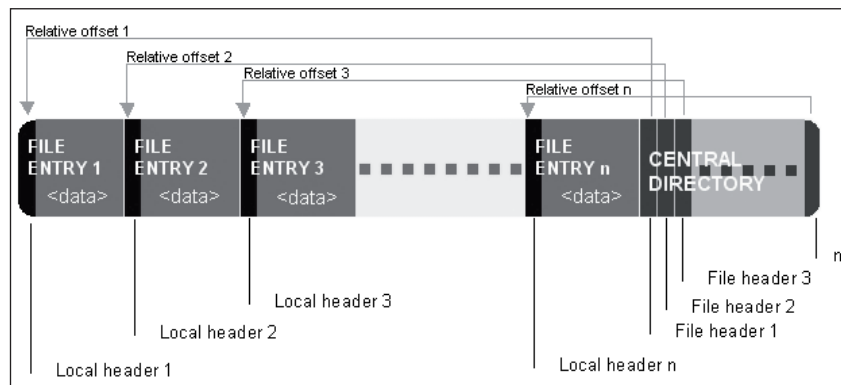 Relative offset 1
Relative offset 2
Relative offset 3
Relative offset n
FILE
ENTRY 1
<data>
FILE
ENTRY 2
<data>
FILE
ENTRY 3
<data>
FILE
ENTRY n
<data>
CENTRAL
DIRECTORY
n
File header 3
File header 2
File header 1
Local header 3
Local header 2
Local header 1
Local header n